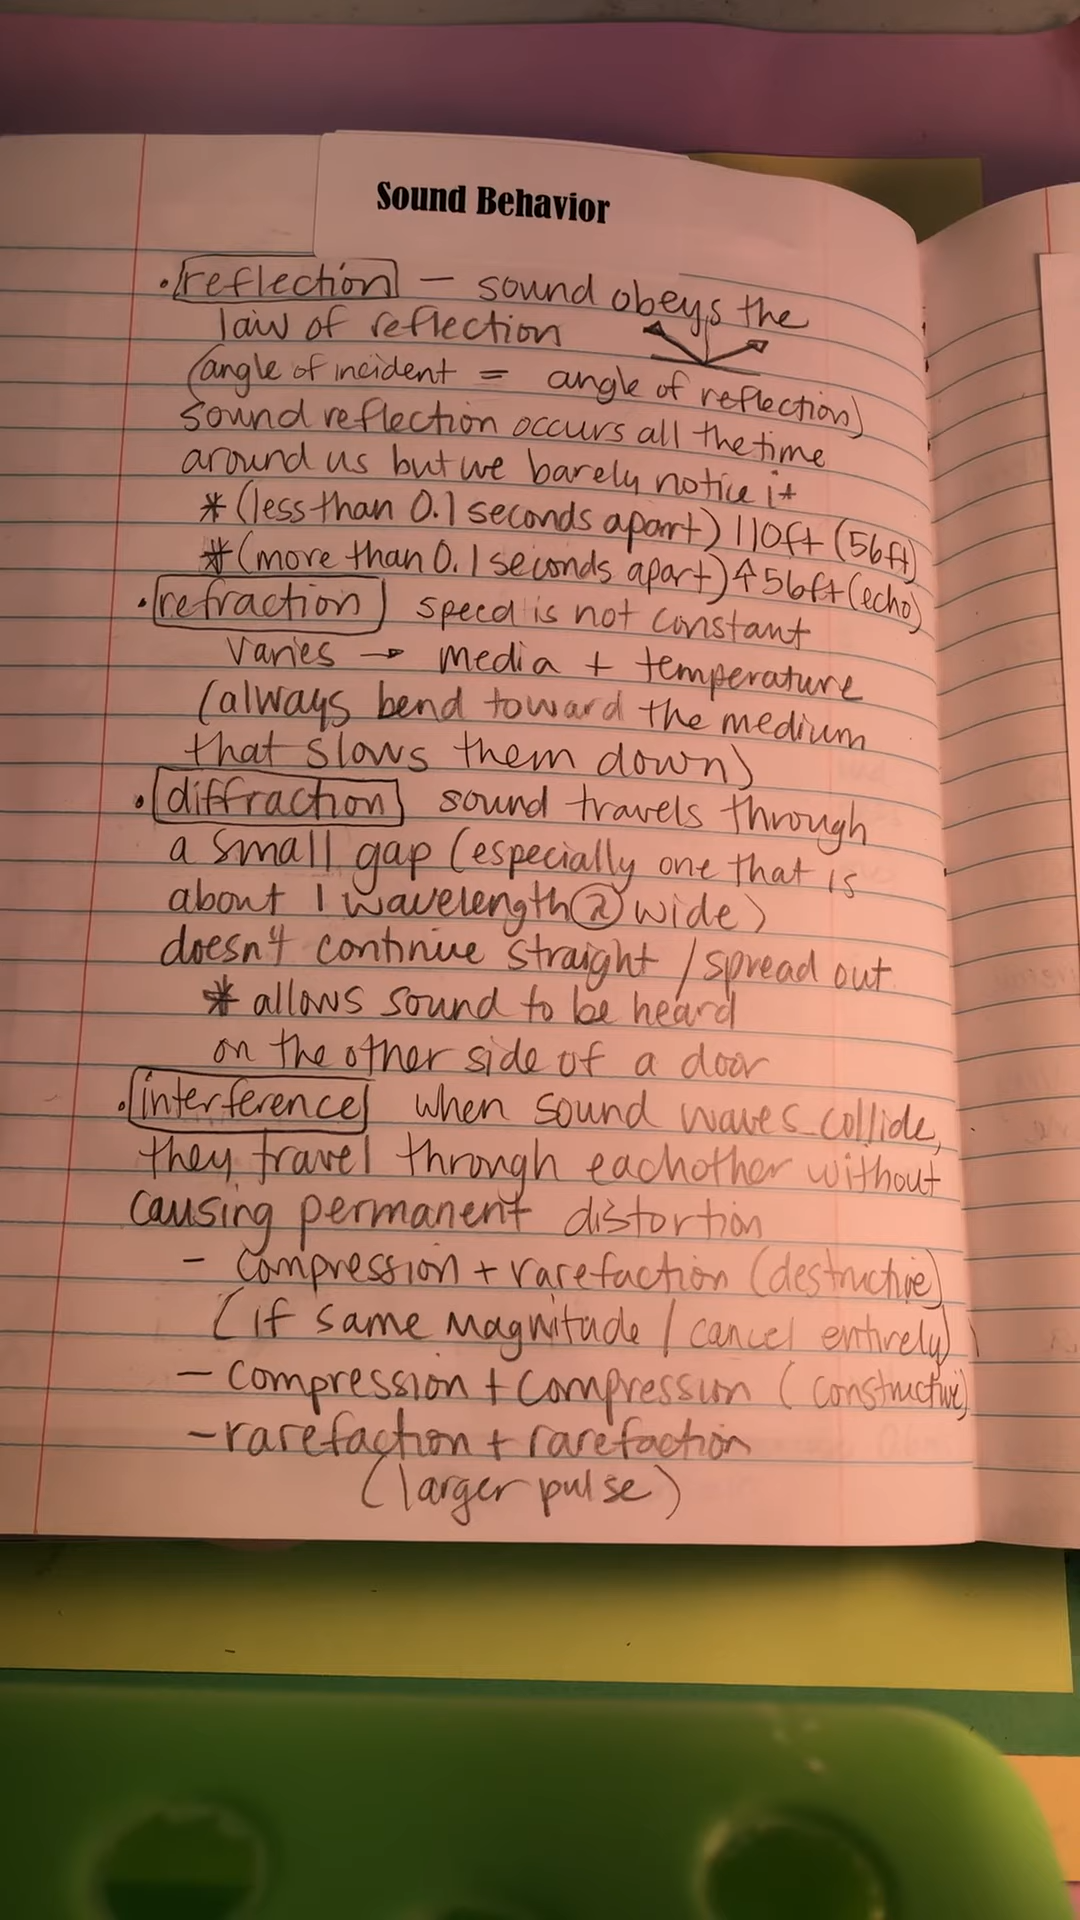 Sound Behavior
• reflection — sound obeys the
law of reflection
(angle of incident = angle of reflection)
sound reflection occurs all the time
around us but we barely notice it
* (less than 0.1 seconds apart) 110ft (56ft)
* (more than 0.1 seconds apart) ↑56ft (echo)
• refraction speed is not constant
varies → media + temperature
(always bend toward the medium
that slows them down)
• diffraction sound travels through
a small gap (especially one that is
about 1 wavelength λ wide)
doesn't continue straight / spread out
* allows sound to be heard
on the other side of a door
• interference when sound waves collide,
they travel through eachother without
causing permanent distortion
- compression + rarefaction (destructive)
(if same magnitude / cancel entirely)
- compression + compression (constructive)
- rarefaction + rarefaction
(larger pulse)